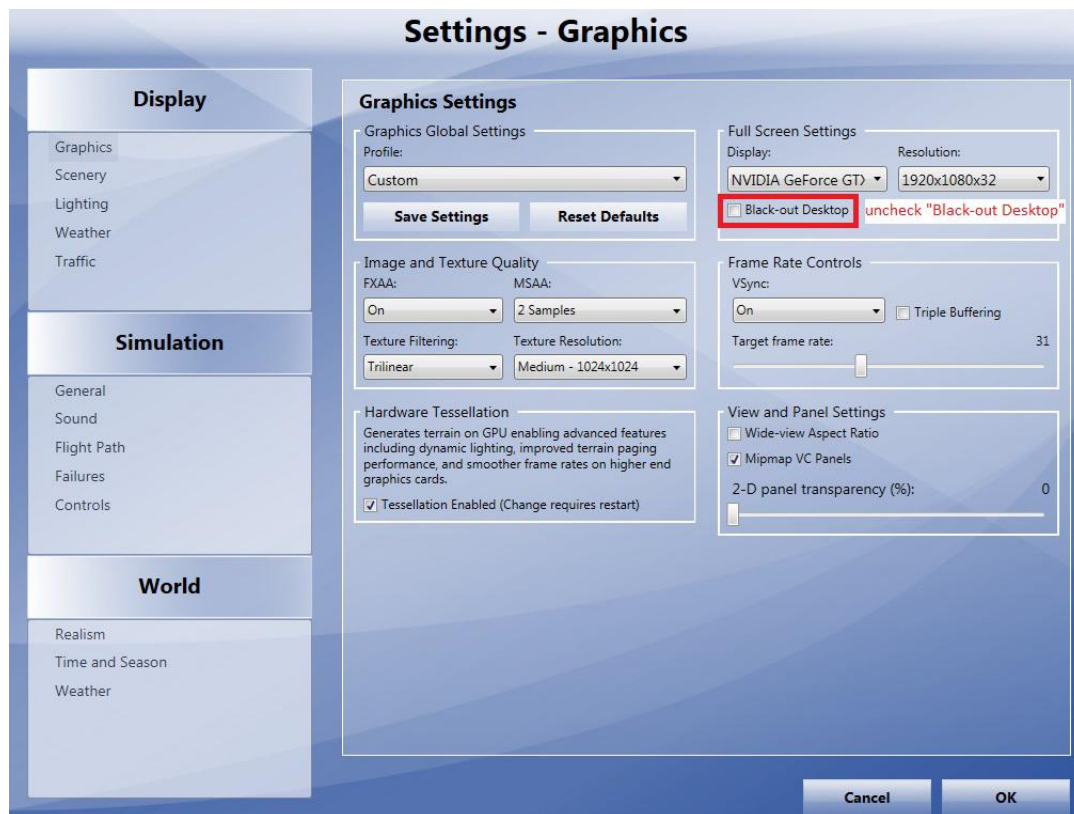 Settings - Graphics
Display
Graphics
Scenery
Lighting
Weather
Traffic
Simulation
General
Sound
Flight Path
Failures
Controls
World
Realism
Time and Season
Weather
Graphics Settings
Graphics Global Settings
Profile:
Custom
Save Settings Reset Defaults
Full Screen Settings
Display: Resolution:
NVIDIA GeForce GT 1920x1080x32
Black-out Desktop uncheck "Black-out Desktop"
Image and Texture Quality
FXAA: MSAA:
On 2 Samples
Texture Filtering: Texture Resolution:
Trilinear Medium - 1024x1024
Frame Rate Controls
VSync:
On Triple Buffering
Target frame rate: 31
Hardware Tessellation
Generates terrain on GPU enabling advanced features
including dynamic lighting, improved terrain paging
performance, and smoother frame rates on higher end
graphics cards.
Tessellation Enabled (Change requires restart)
View and Panel Settings
Wide-view Aspect Ratio
Mipmap VC Panels
2-D panel transparency (%): 0
Cancel OK